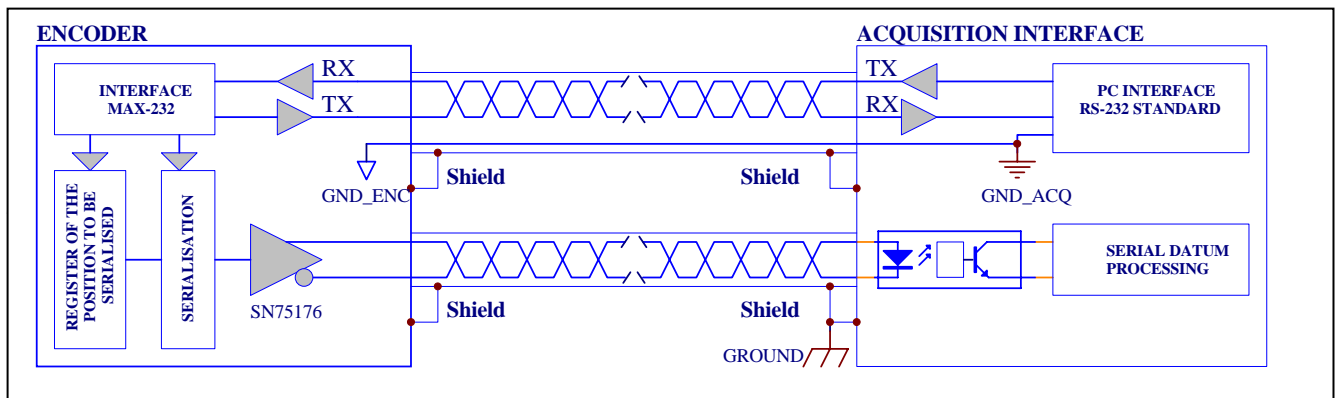 ENCODER
ACQUISITION INTERFACE
INTERFACE
MAX-232
RX
TX
TX
RX
PC INTERFACE
RS-232 STANDARD
GND_ENC
Shield
Shield
GND_ACQ
REGISTER OF THE
POSITION TO BE
SERIALISED
SERIALISATION
SN75176
Shield
Shield
GROUND
SERIAL DATUM
PROCESSING